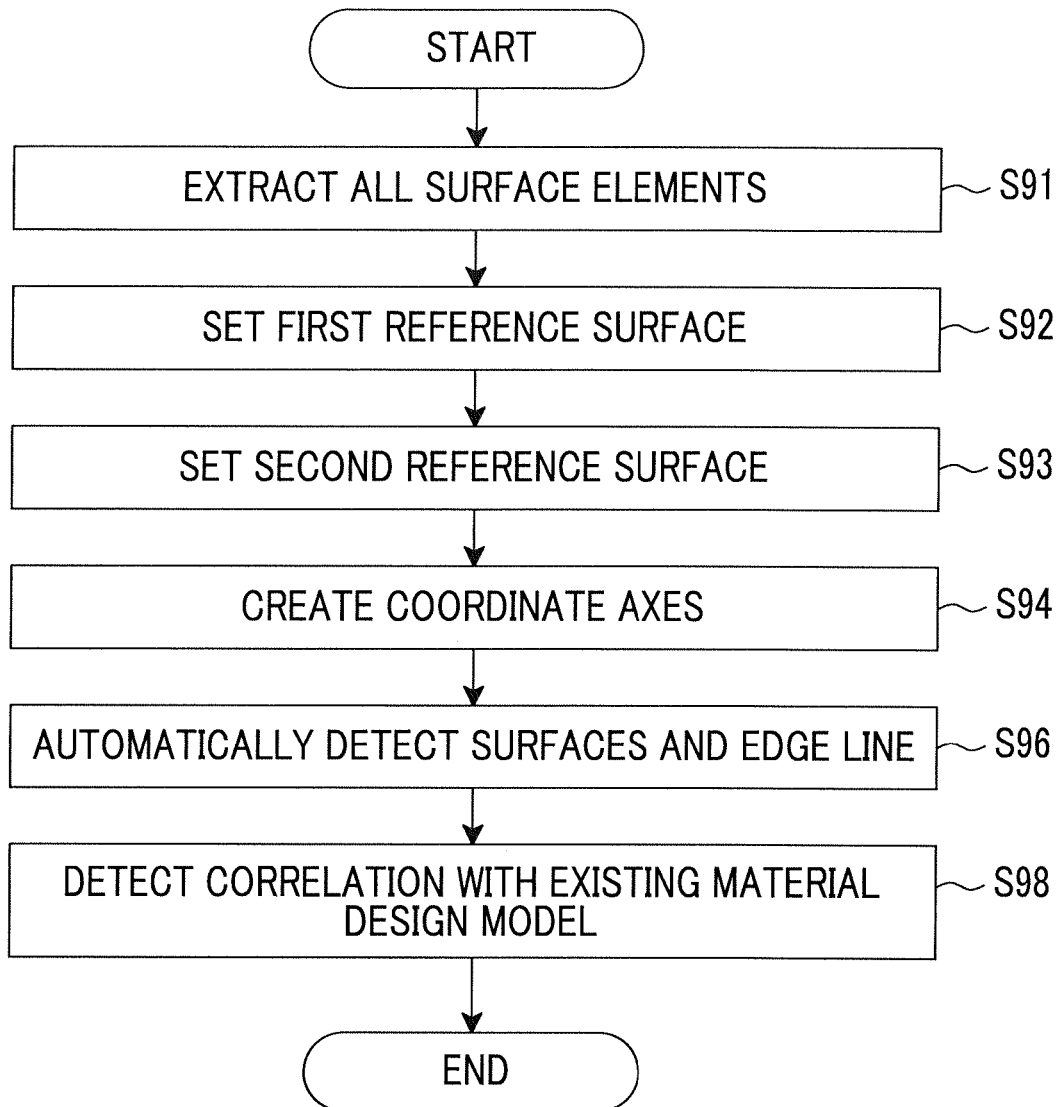 START
EXTRACT ALL SURFACE ELEMENTS
S91
SET FIRST REFERENCE SURFACE
S92
SET SECOND REFERENCE SURFACE
S93
CREATE COORDINATE AXES
S94
AUTOMATICALLY DETECT SURFACES AND EDGE LINE
S96
DETECT CORRELATION WITH EXISTING MATERIAL
DESIGN MODEL
S98
END